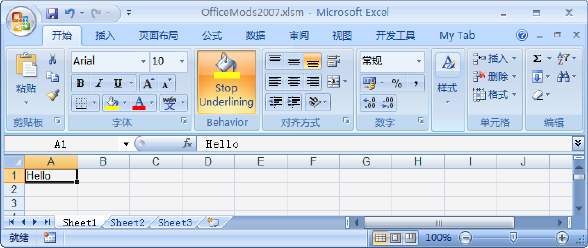 OfficeMods2007.xlsm - Microsoft Excel
开始 插入 页面布局 公式 数据 审阅 视图 开发工具 My Tab
粘贴
剪贴板
Arial 10
B I U A A
A 变
字体
Stop Underlining
Behavior
对齐方式
常规
% ,
.0 .00 .00 .0
数字
A
样式
插入
删除
格式
单元格
Σ
编辑
A1 fx Hello
A B C D E F G H I J
1 Hello
2
3
Sheet1 Sheet2 Sheet3
就绪 100%